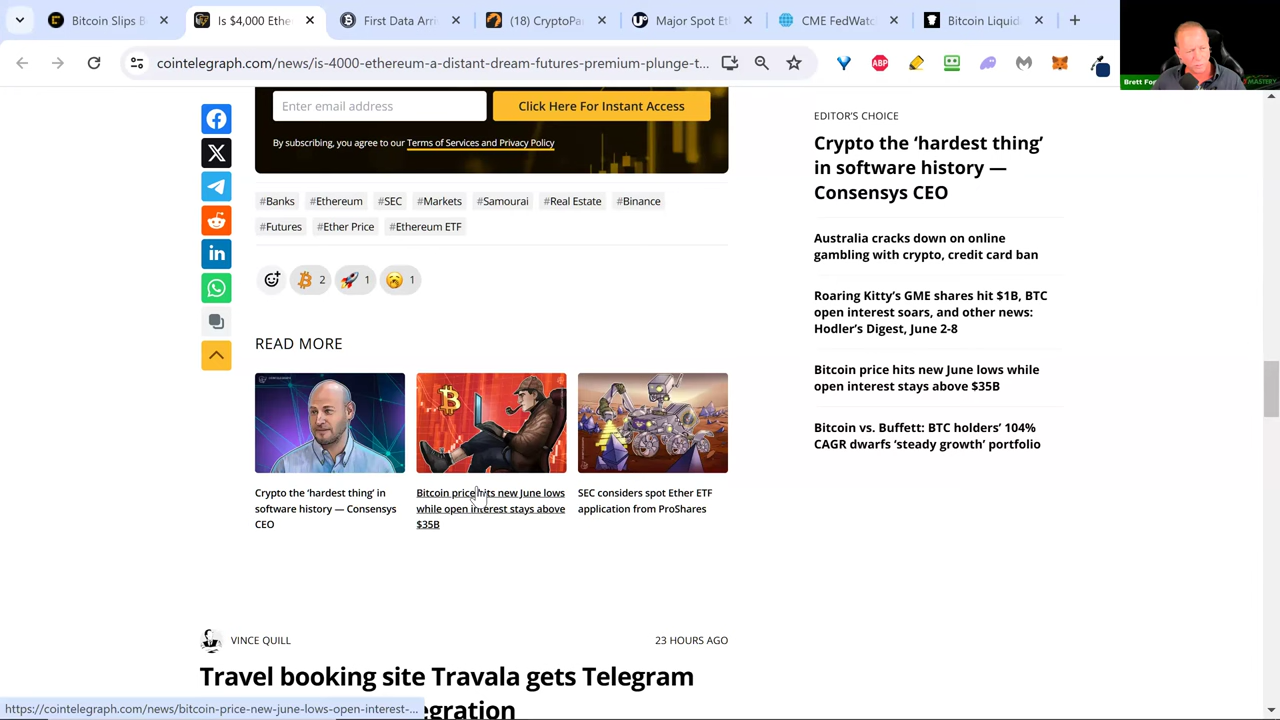 Bitcoin Slips B
Is $4,000 Ethe
First Data Arri
(18) CryptoPa
Major Spot Et
CME FedWatc
Bitcoin Liquid
cointelegraph.com/news/is-4000-ethereum-a-distant-dream-futures-premium-plunge-t...
ABP
Brett For
MASTERY
Enter email address
Click Here For Instant Access
By subscribing, you agree to our Terms of Services and Privacy Policy
#Banks #Ethereum #SEC #Markets #Samourai #Real Estate #Binance
#Futures #Ether Price #Ethereum ETF
2 1 1
READ MORE
Crypto the ‘hardest thing’ in
software history — Consensys
CEO
Bitcoin price hits new June lows
while open interest stays above
$35B
SEC considers spot Ether ETF
application from ProShares
EDITOR'S CHOICE
Crypto the ‘hardest thing’
in software history —
Consensys CEO
Australia cracks down on online
gambling with crypto, credit card ban
Roaring Kitty’s GME shares hit $1B, BTC
open interest soars, and other news:
Hodler’s Digest, June 2-8
Bitcoin price hits new June lows while
open interest stays above $35B
Bitcoin vs. Buffett: BTC holders’ 104%
CAGR dwarfs ‘steady growth’ portfolio
VINCE QUILL
23 HOURS AGO
Travel booking site Travala gets Telegram
egration
https://cointelegraph.com/news/bitcoin-price-new-june-lows-open-interest-...